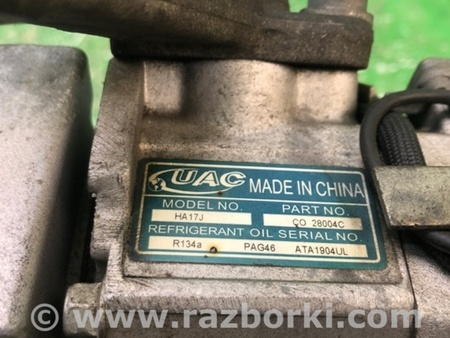 UAC MADE IN CHINA
MODEL NO. PART NO.
HA17J CO 28004C
REFRIGERANT OIL SERIAL NO.
R134a PAG46 ATA1904UL
www.razborki.com